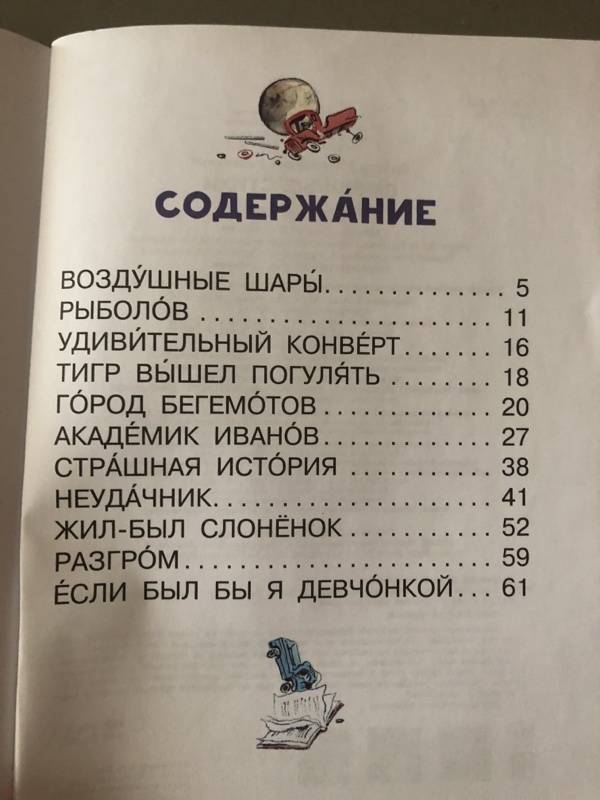 СОДЕРЖА́НИЕ
ВОЗДУ́ШНЫЕ ШАРЫ́. . . . . . . . . . . . . 5
РЫБОЛО́В . . . . . . . . . . . . . . . . . . . . . 11
УДИВИ́ТЕЛЬНЫЙ КОНВЕ́РТ. . . . . . . 16
ТИГР ВЫ́ШЕЛ ПОГУЛЯ́ТЬ . . . . . . . . 18
ГО́РОД БЕГЕМО́ТОВ . . . . . . . . . . . . 20
АКАДЕ́МИК ИВАНО́В. . . . . . . . . . . . 27
СТРА́ШНАЯ ИСТО́РИЯ . . . . . . . . . . 38
НЕУДА́ЧНИК. . . . . . . . . . . . . . . . . . . 41
ЖИЛ-БЫЛ СЛОНЁНОК . . . . . . . . . . 52
РАЗГРО́М. . . . . . . . . . . . . . . . . . . . . 59
Е́СЛИ БЫЛ БЫ Я ДЕВЧО́НКОЙ. . . 61